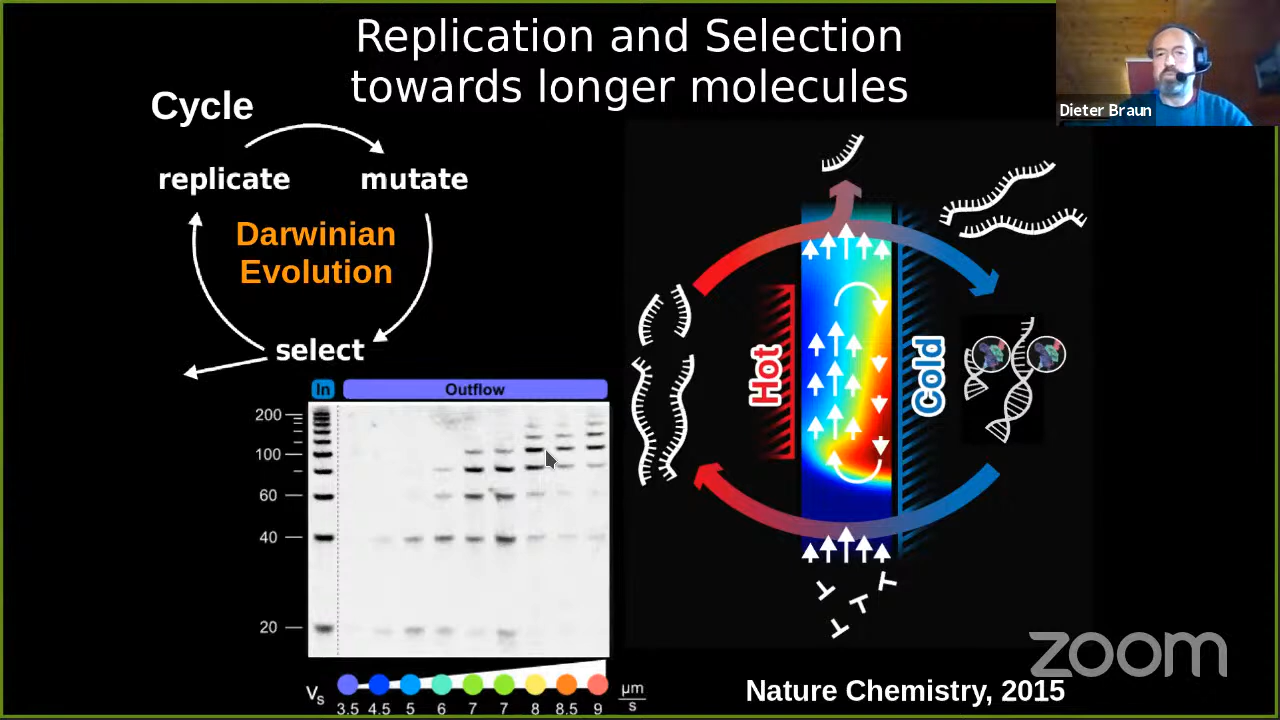 Replication and Selection
towards longer molecules
Dieter Braun
Cycle
replicate
mutate
Darwinian
Evolution
select
In
Outflow
200
100
60
40
20
Vs
3.5 4.5 5 6 7 7 8 8.5 9
μm
s
Hot
Cold
zoom
Nature Chemistry, 2015